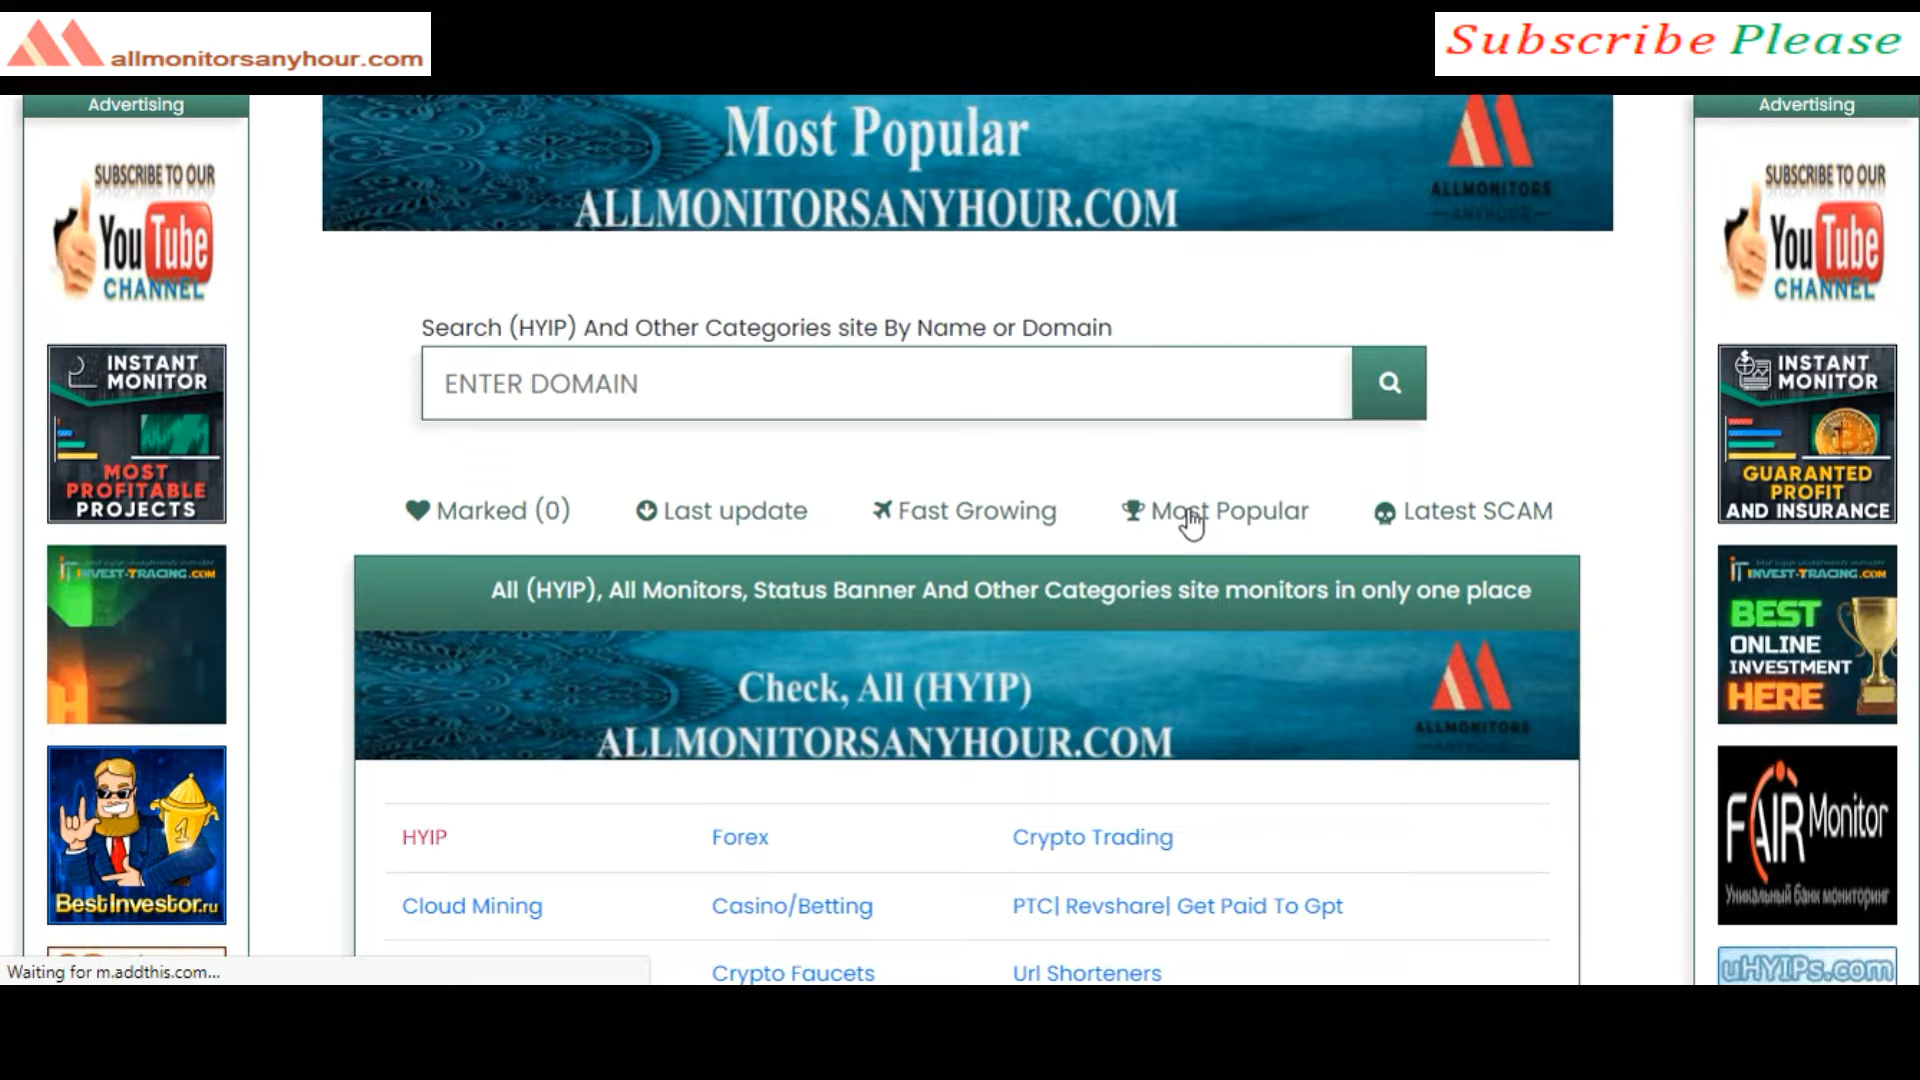 allmonitorsanyhour.com
Subscribe Please
Advertising
SUBSCRIBE TO OUR
YouTube
CHANNEL
INSTANT
MONITOR
MOST
PROFITABLE
PROJECTS
INVEST-TRACING.COM
BestInvestor.ru
Most Popular
ALLMONITORSANYHOUR.COM
ALLMONITORS
ANYHOUR
Search (HYIP) And Other Categories site By Name or Domain
ENTER DOMAIN
Marked (0)
Last update
Fast Growing
Most Popular
Latest SCAM
All (HYIP), All Monitors, Status Banner And Other Categories site monitors in only one place
Check, All (HYIP)
ALLMONITORSANYHOUR.COM
ALLMONITORS
ANYHOUR
HYIP
Forex
Crypto Trading
Cloud Mining
Casino/Betting
PTC| Revshare| Get Paid To Gpt
Crypto Faucets
Url Shorteners
Advertising
SUBSCRIBE TO OUR
YouTube
CHANNEL
INSTANT
MONITOR
GUARANTED
PROFIT
AND INSURANCE
INVEST-TRACING.COM
BEST
ONLINE
INVESTMENT
HERE
FAIR Monitor
Уникальный банк мониторинг
uHYIPs.com
Waiting for m.addthis.com...